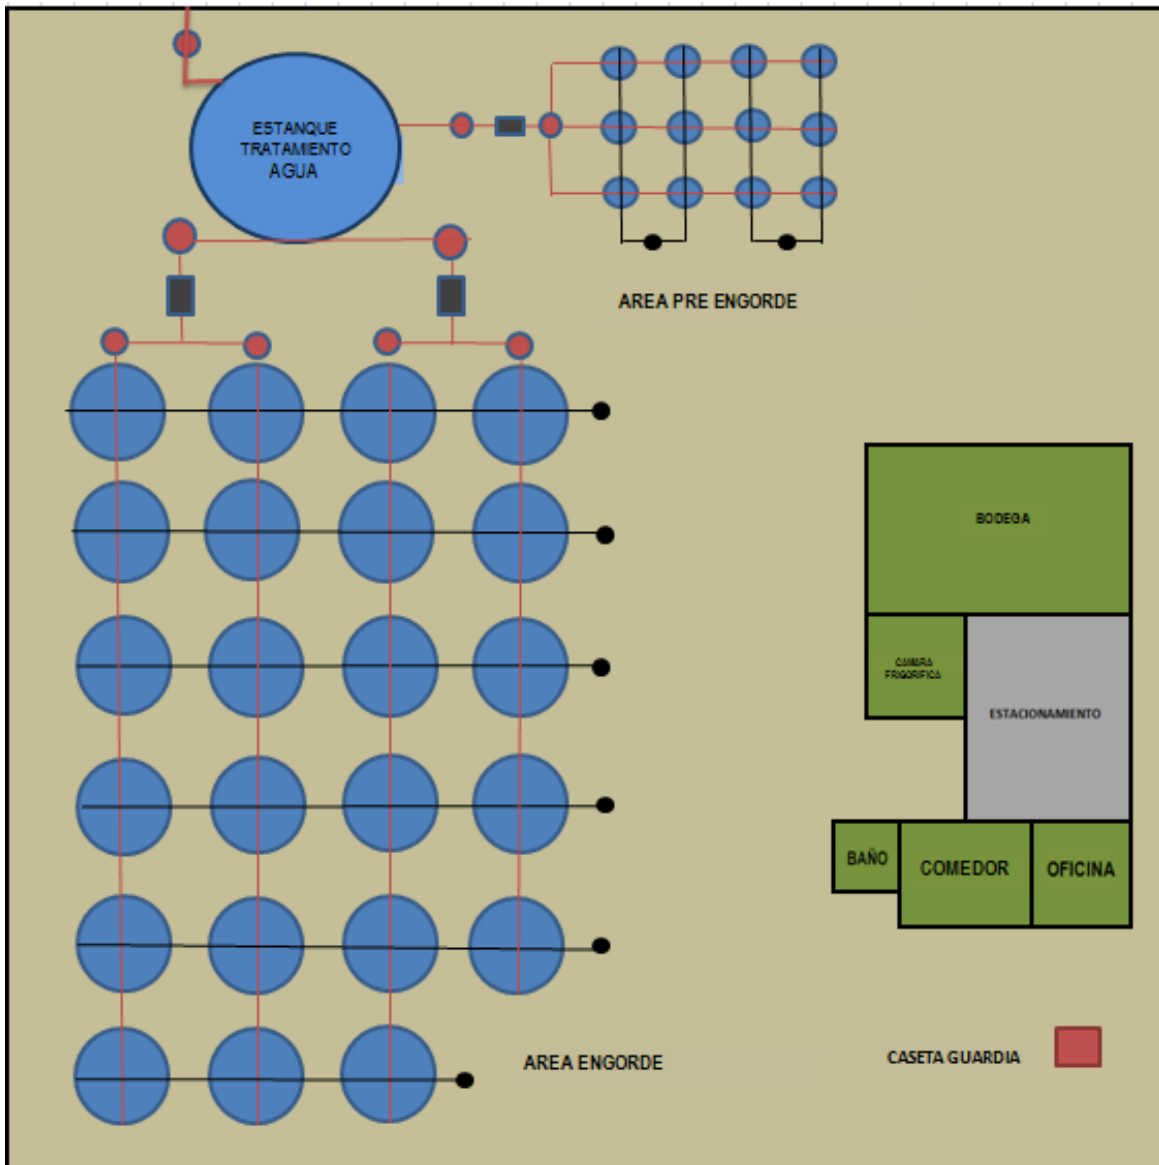 ESTANQUE
TRATAMIENTO
AGUA
AREA PRE ENGORDE
BODEGA
CAMARA
FRIGORIFICA
ESTACIONAMIENTO
BAÑO
COMEDOR
OFICINA
AREA ENGORDE
CASETA GUARDIA